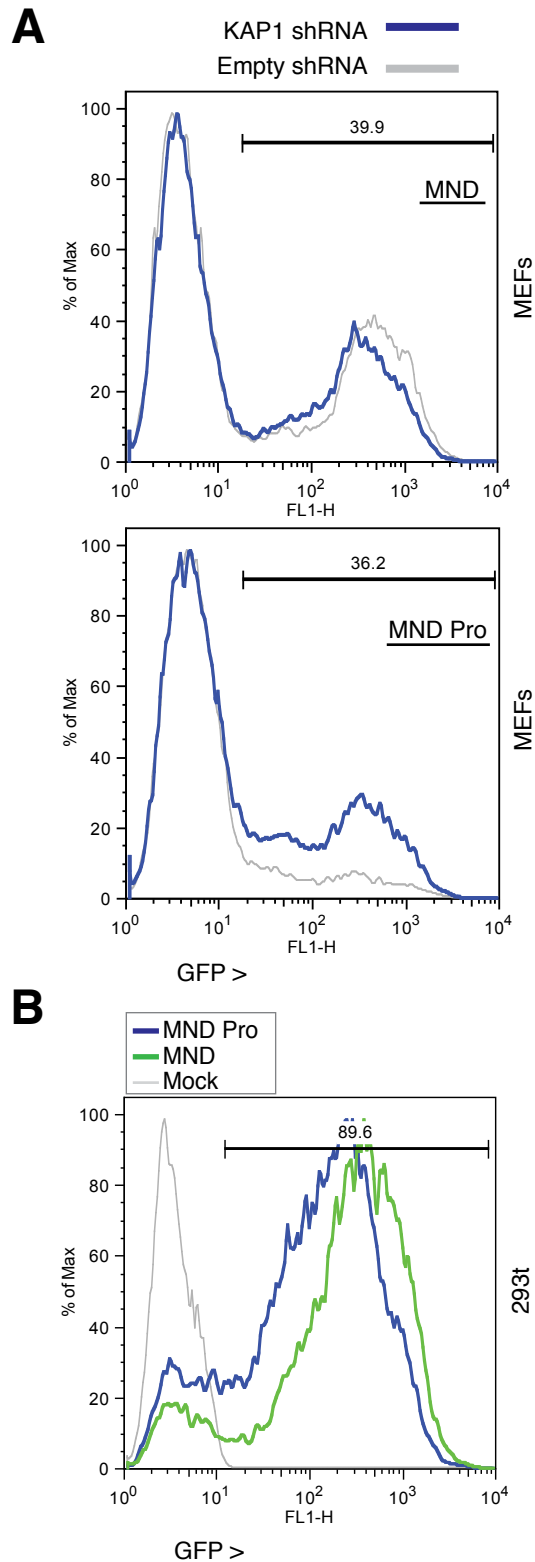 A
KAP1 shRNA
Empty shRNA
100
80
60
40
20
0
% of Max
39.9
MND
MEFs
10^0 10^1 10^2 10^3 10^4
FL1-H
100
80
60
40
20
0
% of Max
36.2
MND Pro
MEFs
10^0 10^1 10^2 10^3 10^4
FL1-H
GFP >
B
MND Pro
MND
Mock
100
80
60
40
20
0
% of Max
89.6
293t
10^0 10^1 10^2 10^3 10^4
FL1-H
GFP >